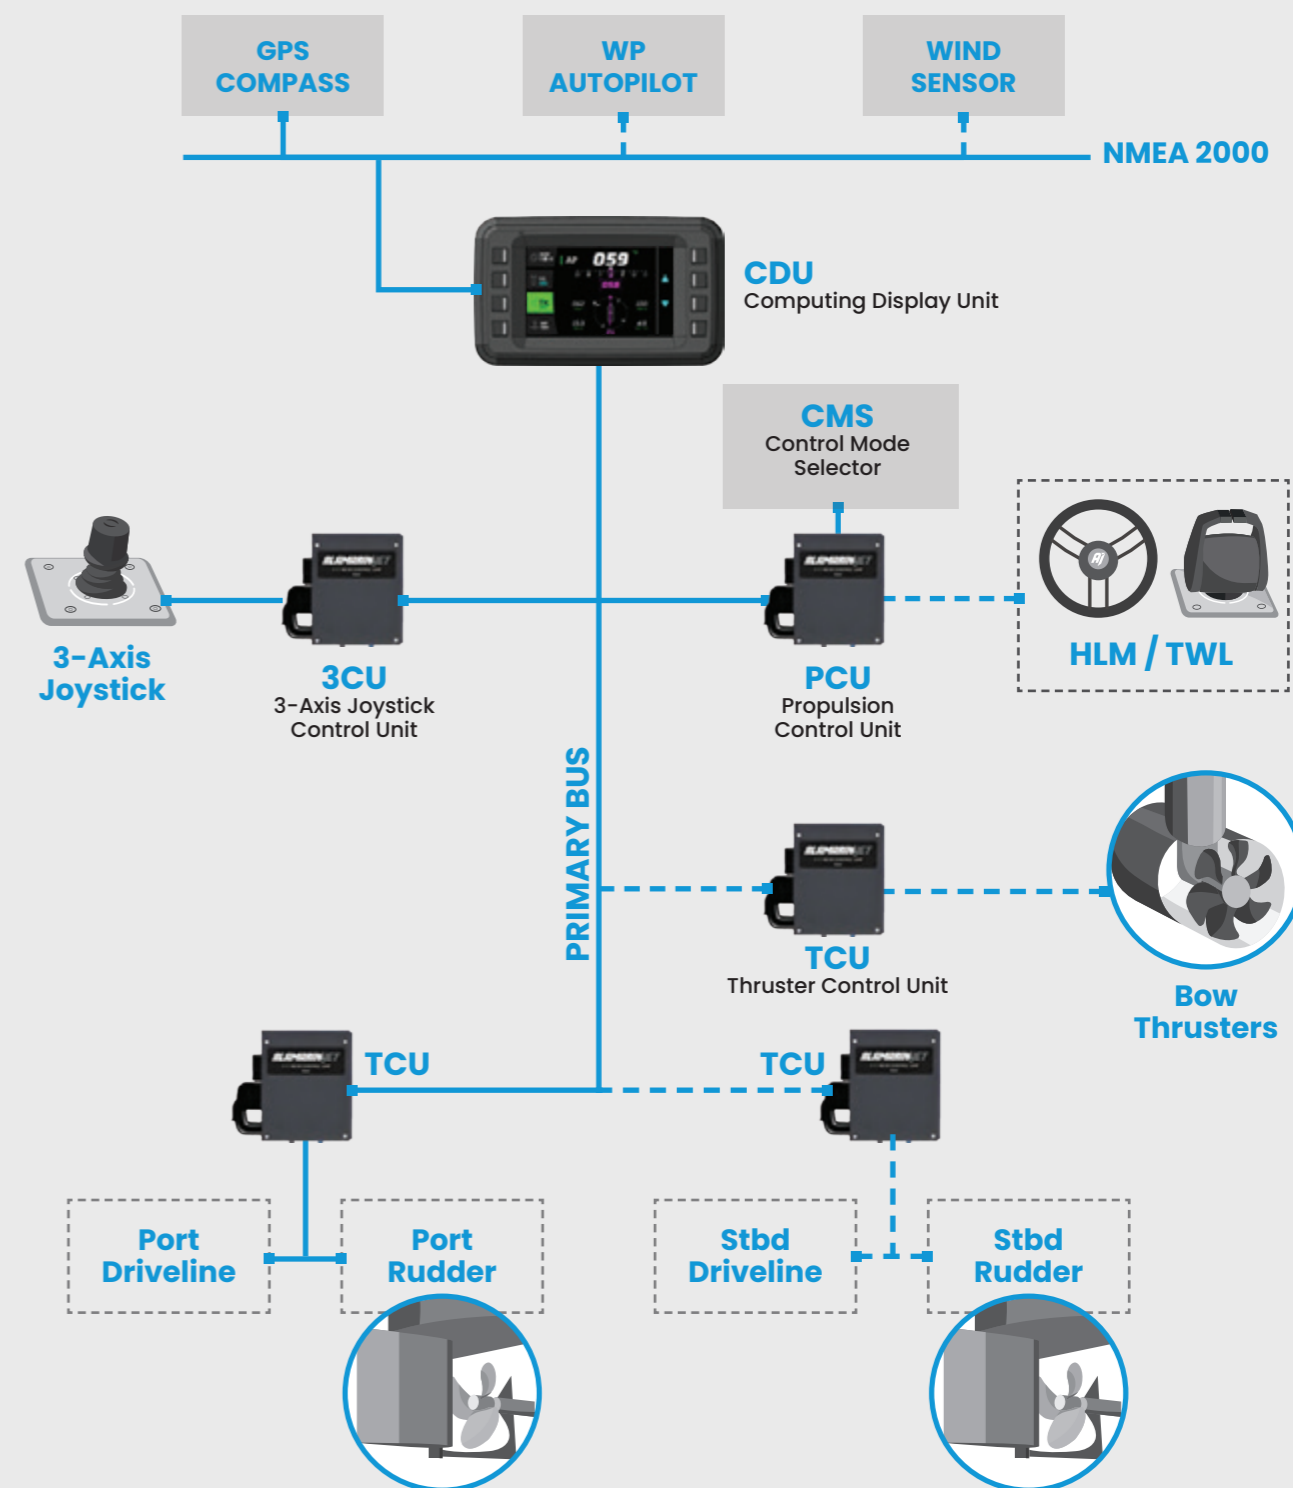 GPS
COMPASS
WP
AUTOPILOT
WIND
SENSOR
NMEA 2000
AP 059
CDU
Computing Display Unit
CMS
Control Mode
Selector
3-Axis
Joystick
3CU
3-Axis Joystick
Control Unit
PCU
Propulsion
Control Unit
HLM / TWL
PRIMARY BUS
TCU
Thruster Control Unit
Bow
Thrusters
TCU
TCU
Port
Driveline
Port
Rudder
Stbd
Driveline
Stbd
Rudder